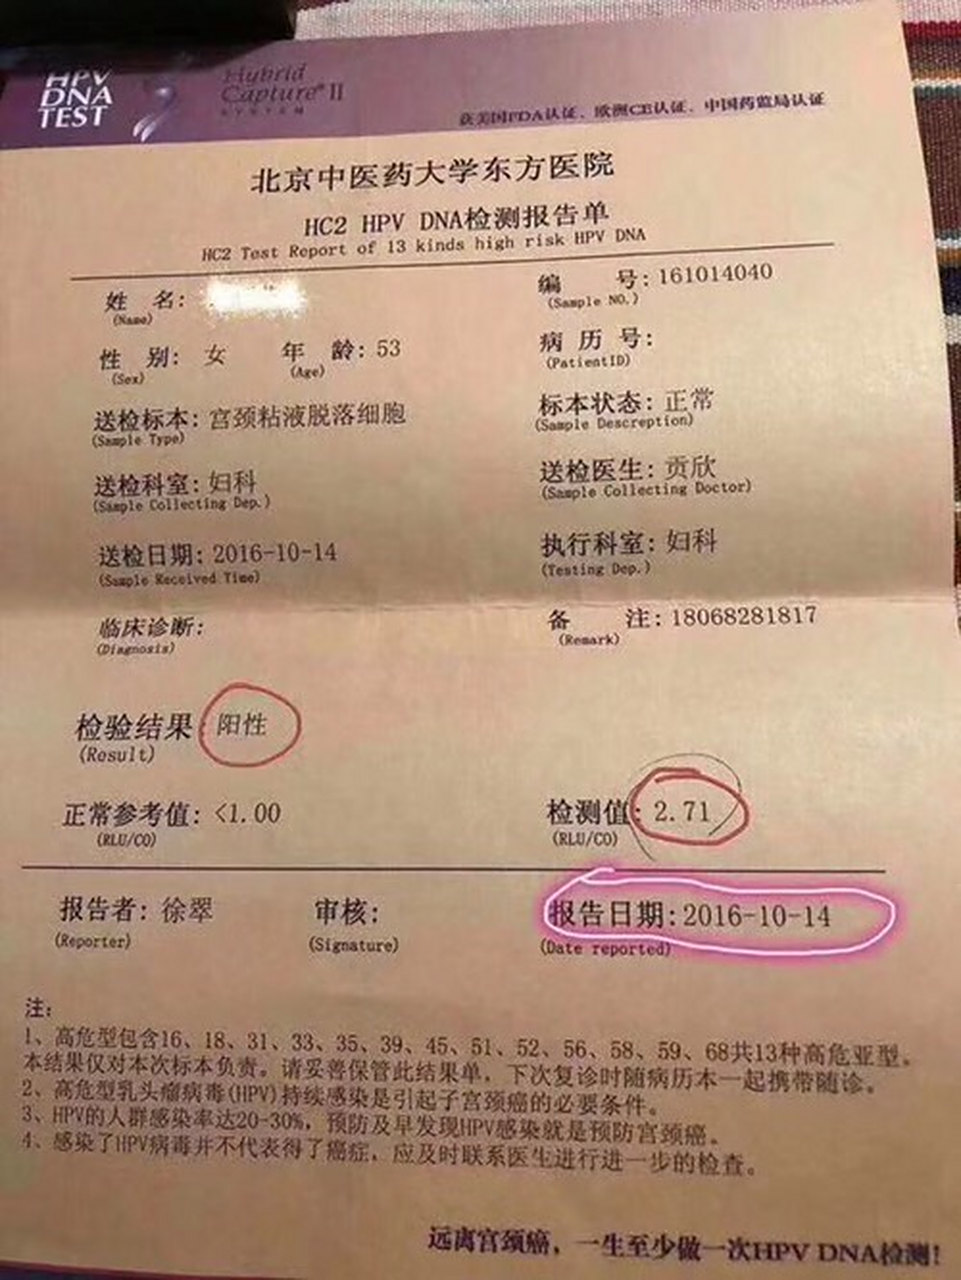 HPV
DNA
TEST
Hybrid
Capture® II
SYSTEM
获美国FDA认证、欧洲CE认证、中国药监局认证
北京中医药大学东方医院
HC2 HPV DNA检测报告单
HC2 Test Report of 13 kinds high risk HPV DNA
姓 名: 编 号: 161014040
(Name) (Sample NO.)
性 别: 女 年 龄: 53 病 历 号:
(Sex) (Age) (PatientID)
送检标本: 宫颈粘液脱落细胞 标本状态: 正常
(Sample Type) (Sample Descreption)
送检科室: 妇科 送检医生: 贡欣
(Sample Collecting Dep.) (Sample Collecting Doctor)
送检日期: 2016-10-14 执行科室: 妇科
(Sample Received Time) (Testing Dep.)
临床诊断: 备 注: 18068281817
(Diagnosis) (Remark)
检验结果: 阳性
(Result)
正常参考值: <1.00 检测值: 2.71
(RLU/CO) (RLU/CO)
报告者: 徐翠 审核: 报告日期: 2016-10-14
(Reporter) (Signature) (Date reported)
注:
1、高危型包含16、18、31、33、35、39、45、51、52、56、58、59、68共13种高危亚型。
本结果仅对本次标本负责。请妥善保管此结果单，下次复诊时随病历本一起携带随诊。
2、高危型乳头瘤病毒(HPV)持续感染是引起子宫颈癌的必要条件。
3、HPV的人群感染率达20-30%，预防及早发现HPV感染就是预防宫颈癌。
4、感染了HPV病毒并不代表得了癌症，应及时联系医生进行进一步的检查。
远离宫颈癌，一生至少做一次HPV DNA检测！